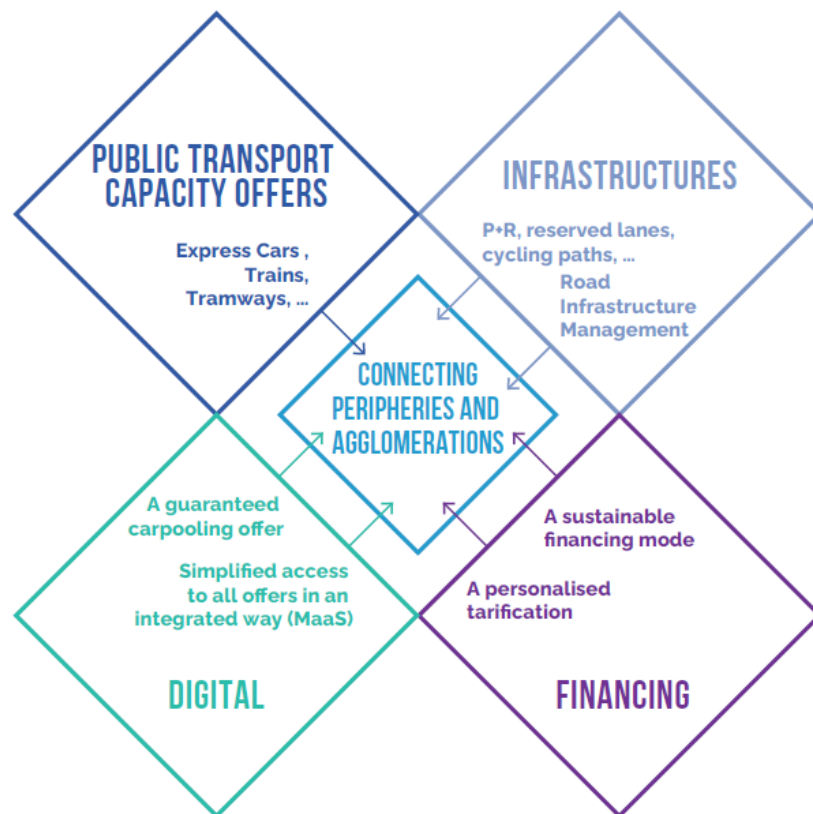 PUBLIC TRANSPORT
CAPACITY OFFERS
Express Cars ,
Trains,
Tramways, ...
INFRASTRUCTURES
P+R, reserved lanes,
cycling paths, ...
Road
Infrastructure
Management
CONNECTING
PERIPHERIES AND
AGGLOMERATIONS
A guaranteed
carpooling offer
Simplified access
to all offers in an
integrated way (MaaS)
DIGITAL
A sustainable
financing mode
A personalised
tarification
FINANCING